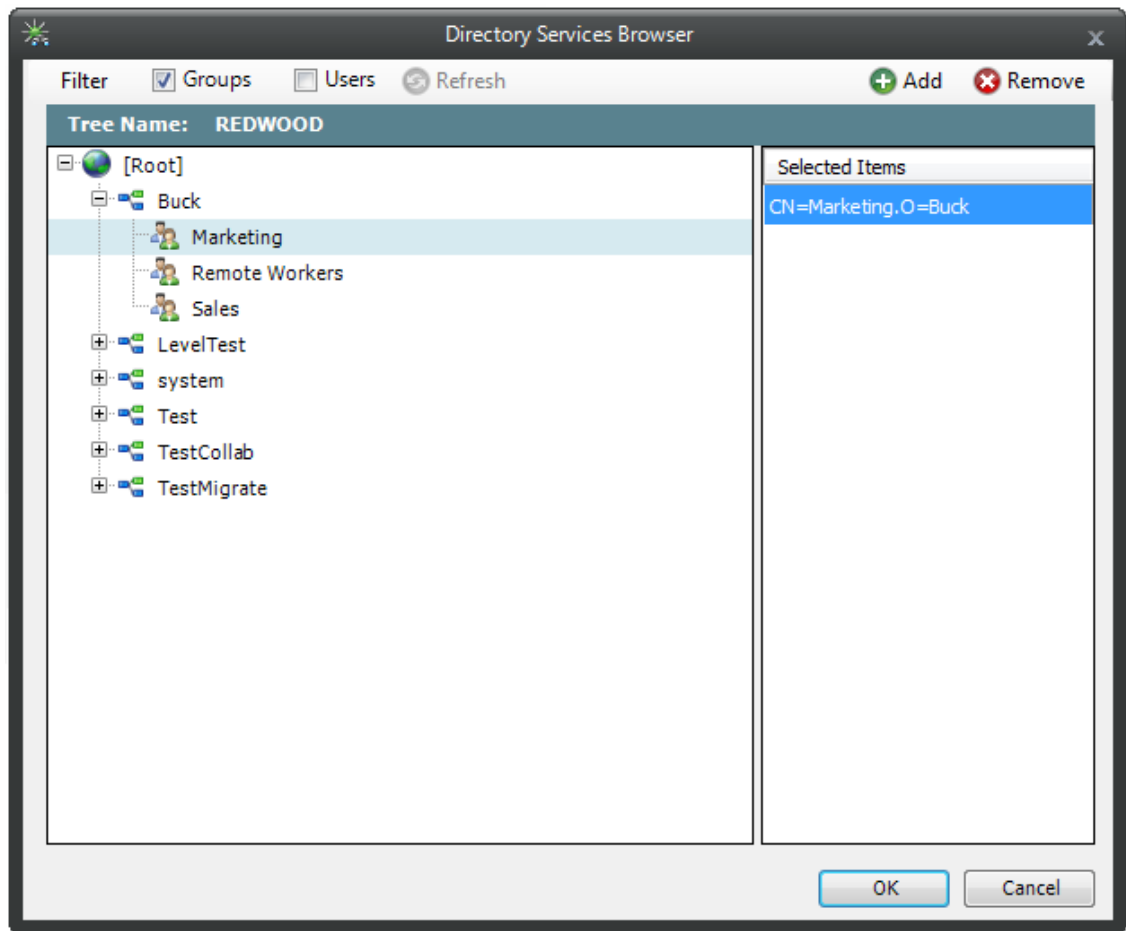 Directory Services Browser
x
Filter Groups Users Refresh Add Remove
Tree Name: REDWOOD
[Root]
Buck
Marketing
Remote Workers
Sales
LevelTest
system
Test
TestCollab
TestMigrate
Selected Items
CN=Marketing.O=Buck
OK Cancel